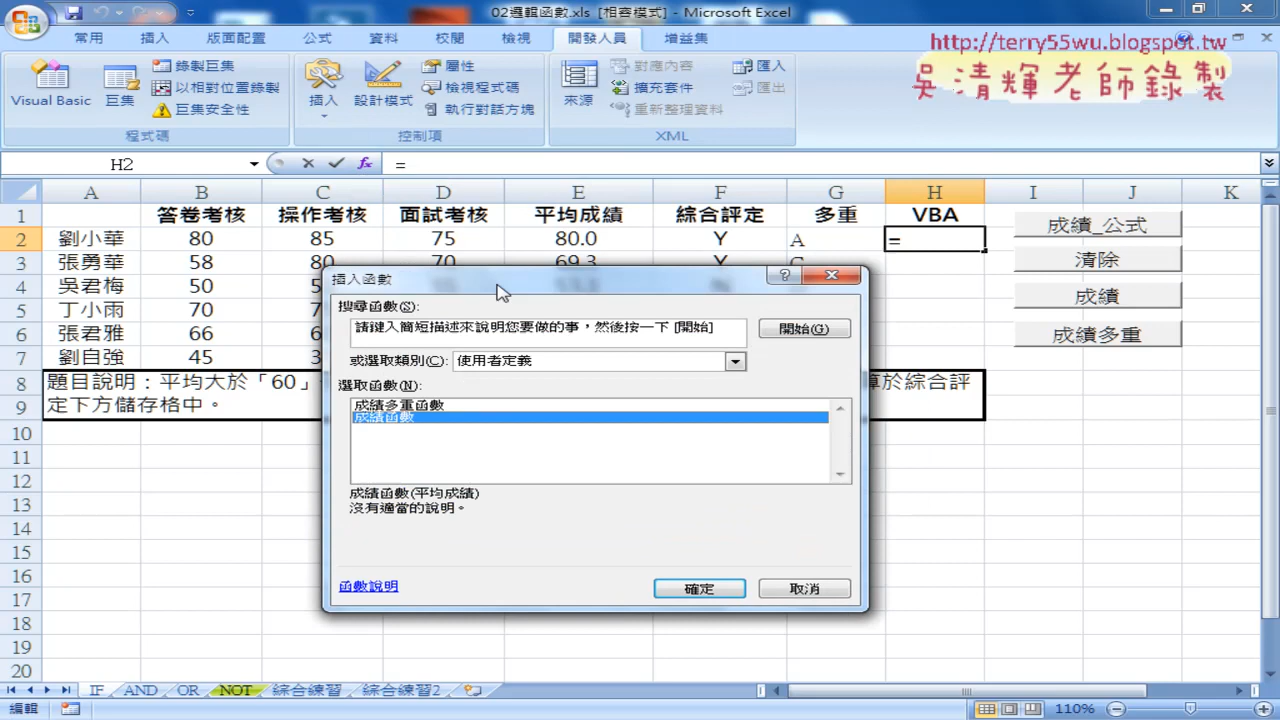 02邏輯函數.xls [相容模式] - Microsoft Excel
常用 插入 版面配置 公式 資料 校閱 檢視 開發人員 增益集
http://terry55wu.blogspot.tw
吳清輝老師錄製
Visual Basic 巨集 錄製巨集 以相對位置錄製 巨集安全性 插入 設計模式 屬性 檢視程式碼 執行對話方塊 來源 對應內容 擴充套件 重新整理資料 匯入 匯出
程式碼 控制項 XML
H2 fx =
A B C D E F G H I J K
1 答卷考核 操作考核 面試考核 平均成績 綜合評定 多重 VBA
2 劉小華 80 85 75 80.0 Y A =
3 張勇華 58 80 70 69.3 Y C
4 吳君梅 50
5 丁小雨 70
6 張君雅 66
7 劉自強 45
8 題目說明：平均大於「60」 算於綜合評
9 定下方儲存格中。
10
11
12
13
14
15
16
17
18
19
20
成績_公式
清除
成績
成績多重
插入函數
搜尋函數(S):
請鍵入簡短描述來說明您要做的事，然後按一下 [開始]
開始(G)
或選取類別(C): 使用者定義
選取函數(N):
成績多重函數
成績函數
成績函數(平均成績)
沒有適當的說明。
函數說明
確定 取消
IF AND OR NOT 綜合練習 綜合練習2
編輯 110%